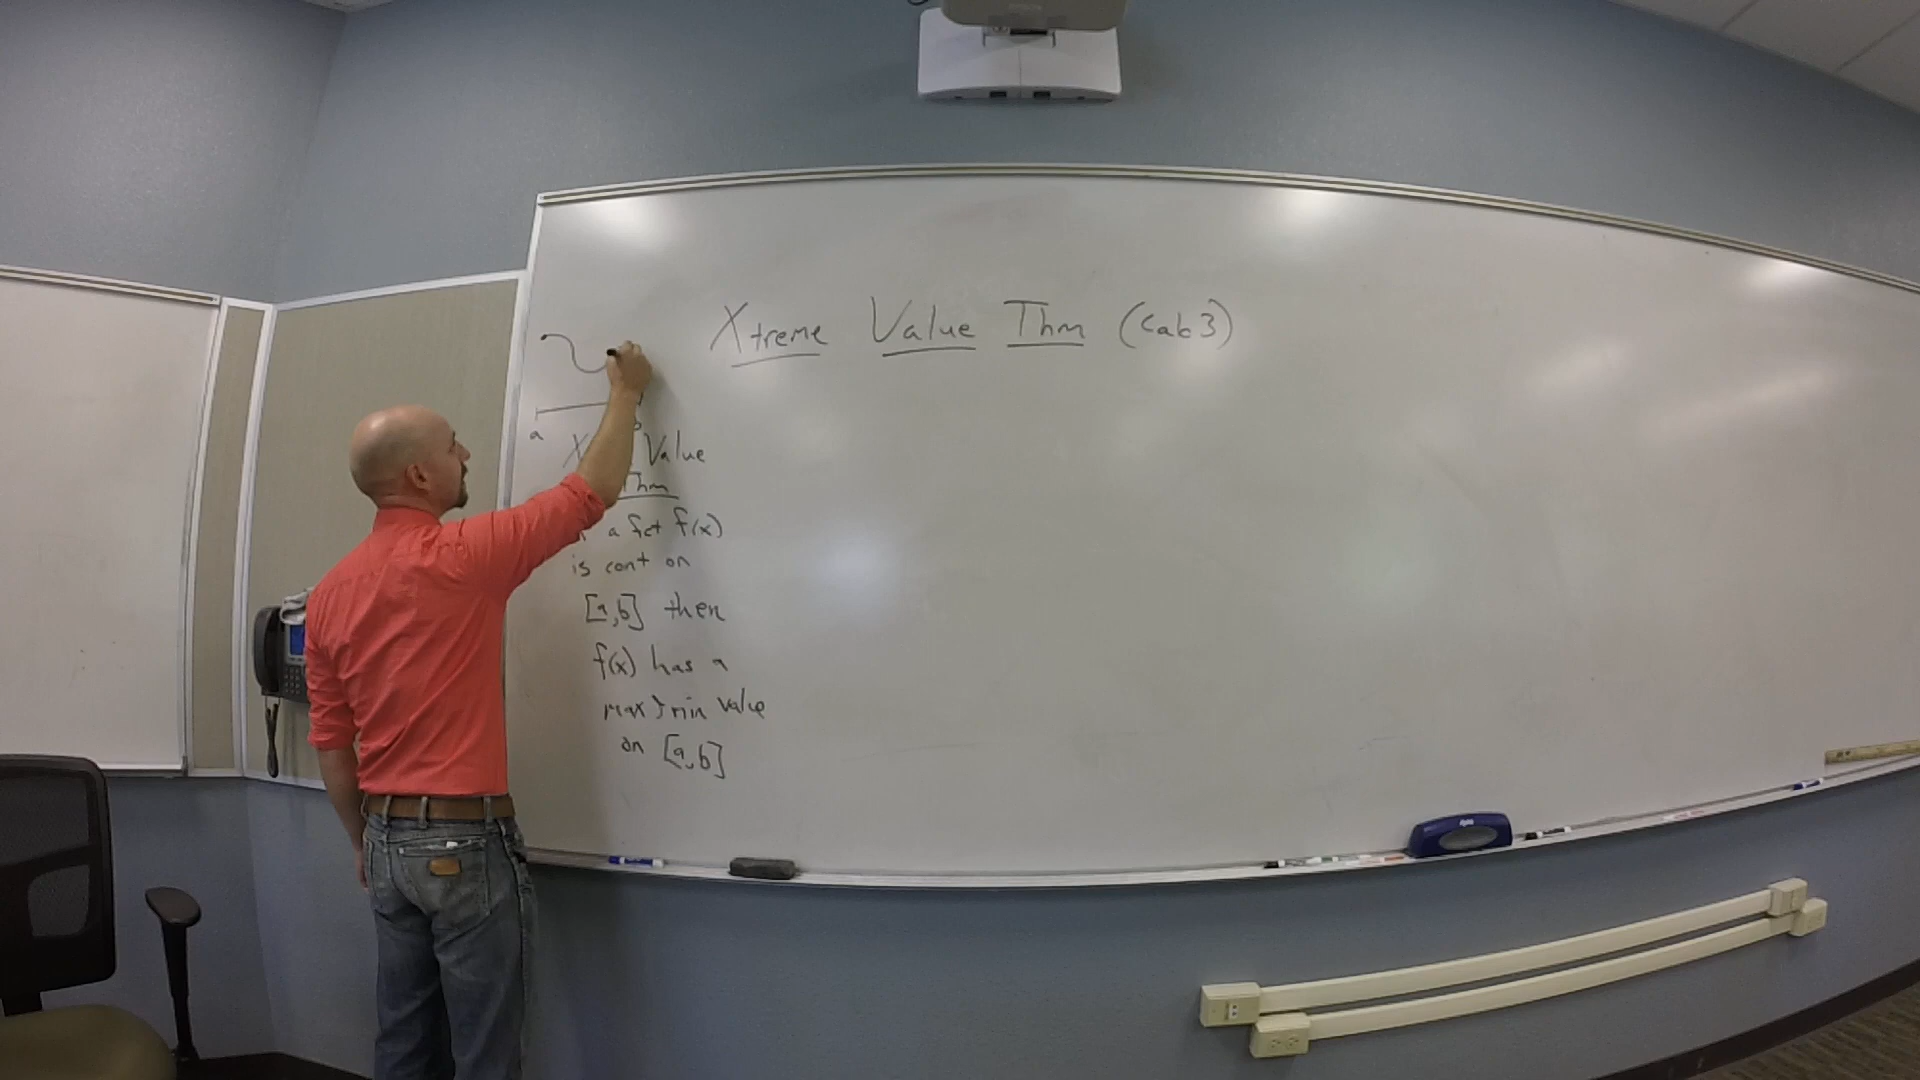 Xtreme Value Thm (cab3)
a b
X Value
Thm
a fct f(x)
is cont on
[a,b] then
f(x) has a
max } min value
on [a,b]